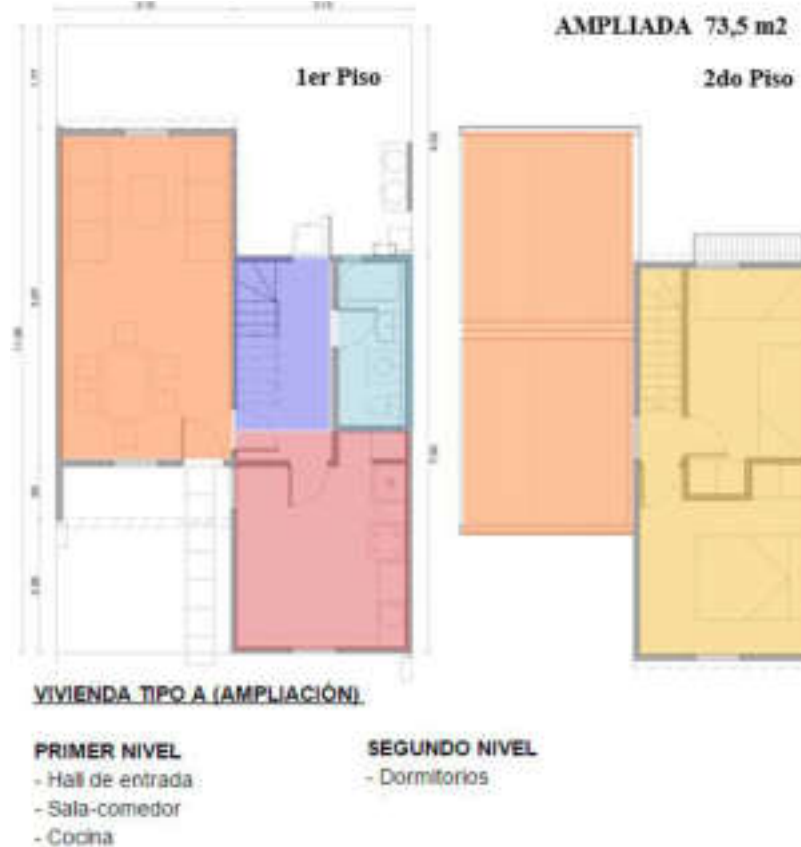 AMPLIADA 73,5 m2
1er Piso
2do Piso
VIVIENDA TIPO A (AMPLIACIÓN)
PRIMER NIVEL
- Hall de entrada
- Sala-comedor
- Cocina
SEGUNDO NIVEL
- Dormitorios